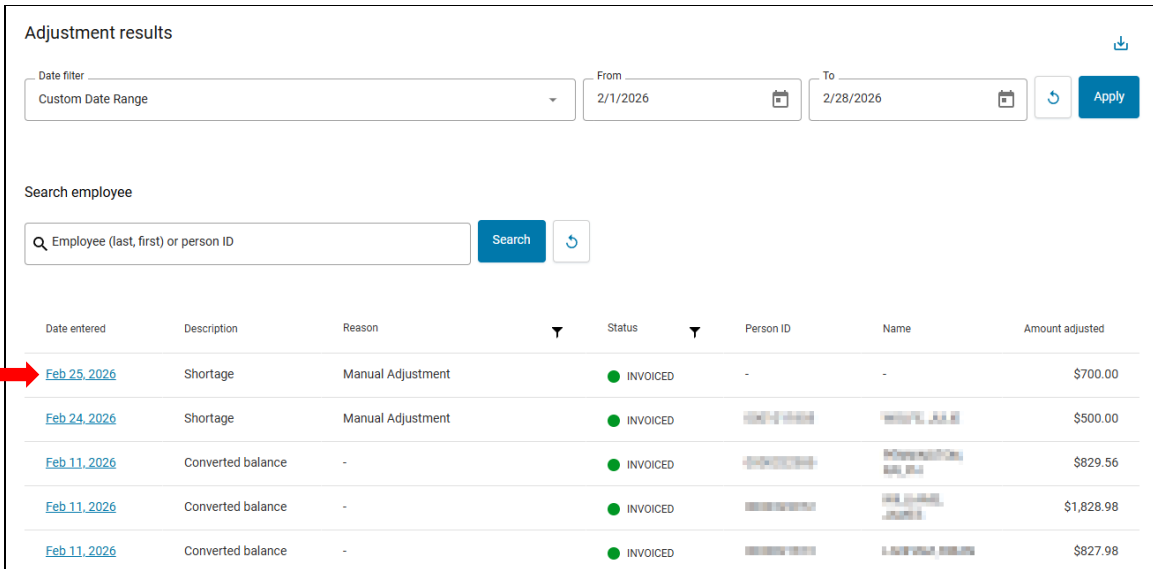 Adjustment results
Date filter From To
Custom Date Range 2/1/2026 2/28/2026 Apply
Search employee
Employee (last, first) or person ID Search
Date entered Description Reason Status Person ID Name Amount adjusted
Feb 25, 2026 Shortage Manual Adjustment INVOICED - - $700.00
Feb 24, 2026 Shortage Manual Adjustment INVOICED $500.00
Feb 11, 2026 Converted balance - INVOICED $829.56
Feb 11, 2026 Converted balance - INVOICED $1,828.98
Feb 11, 2026 Converted balance - INVOICED $827.98